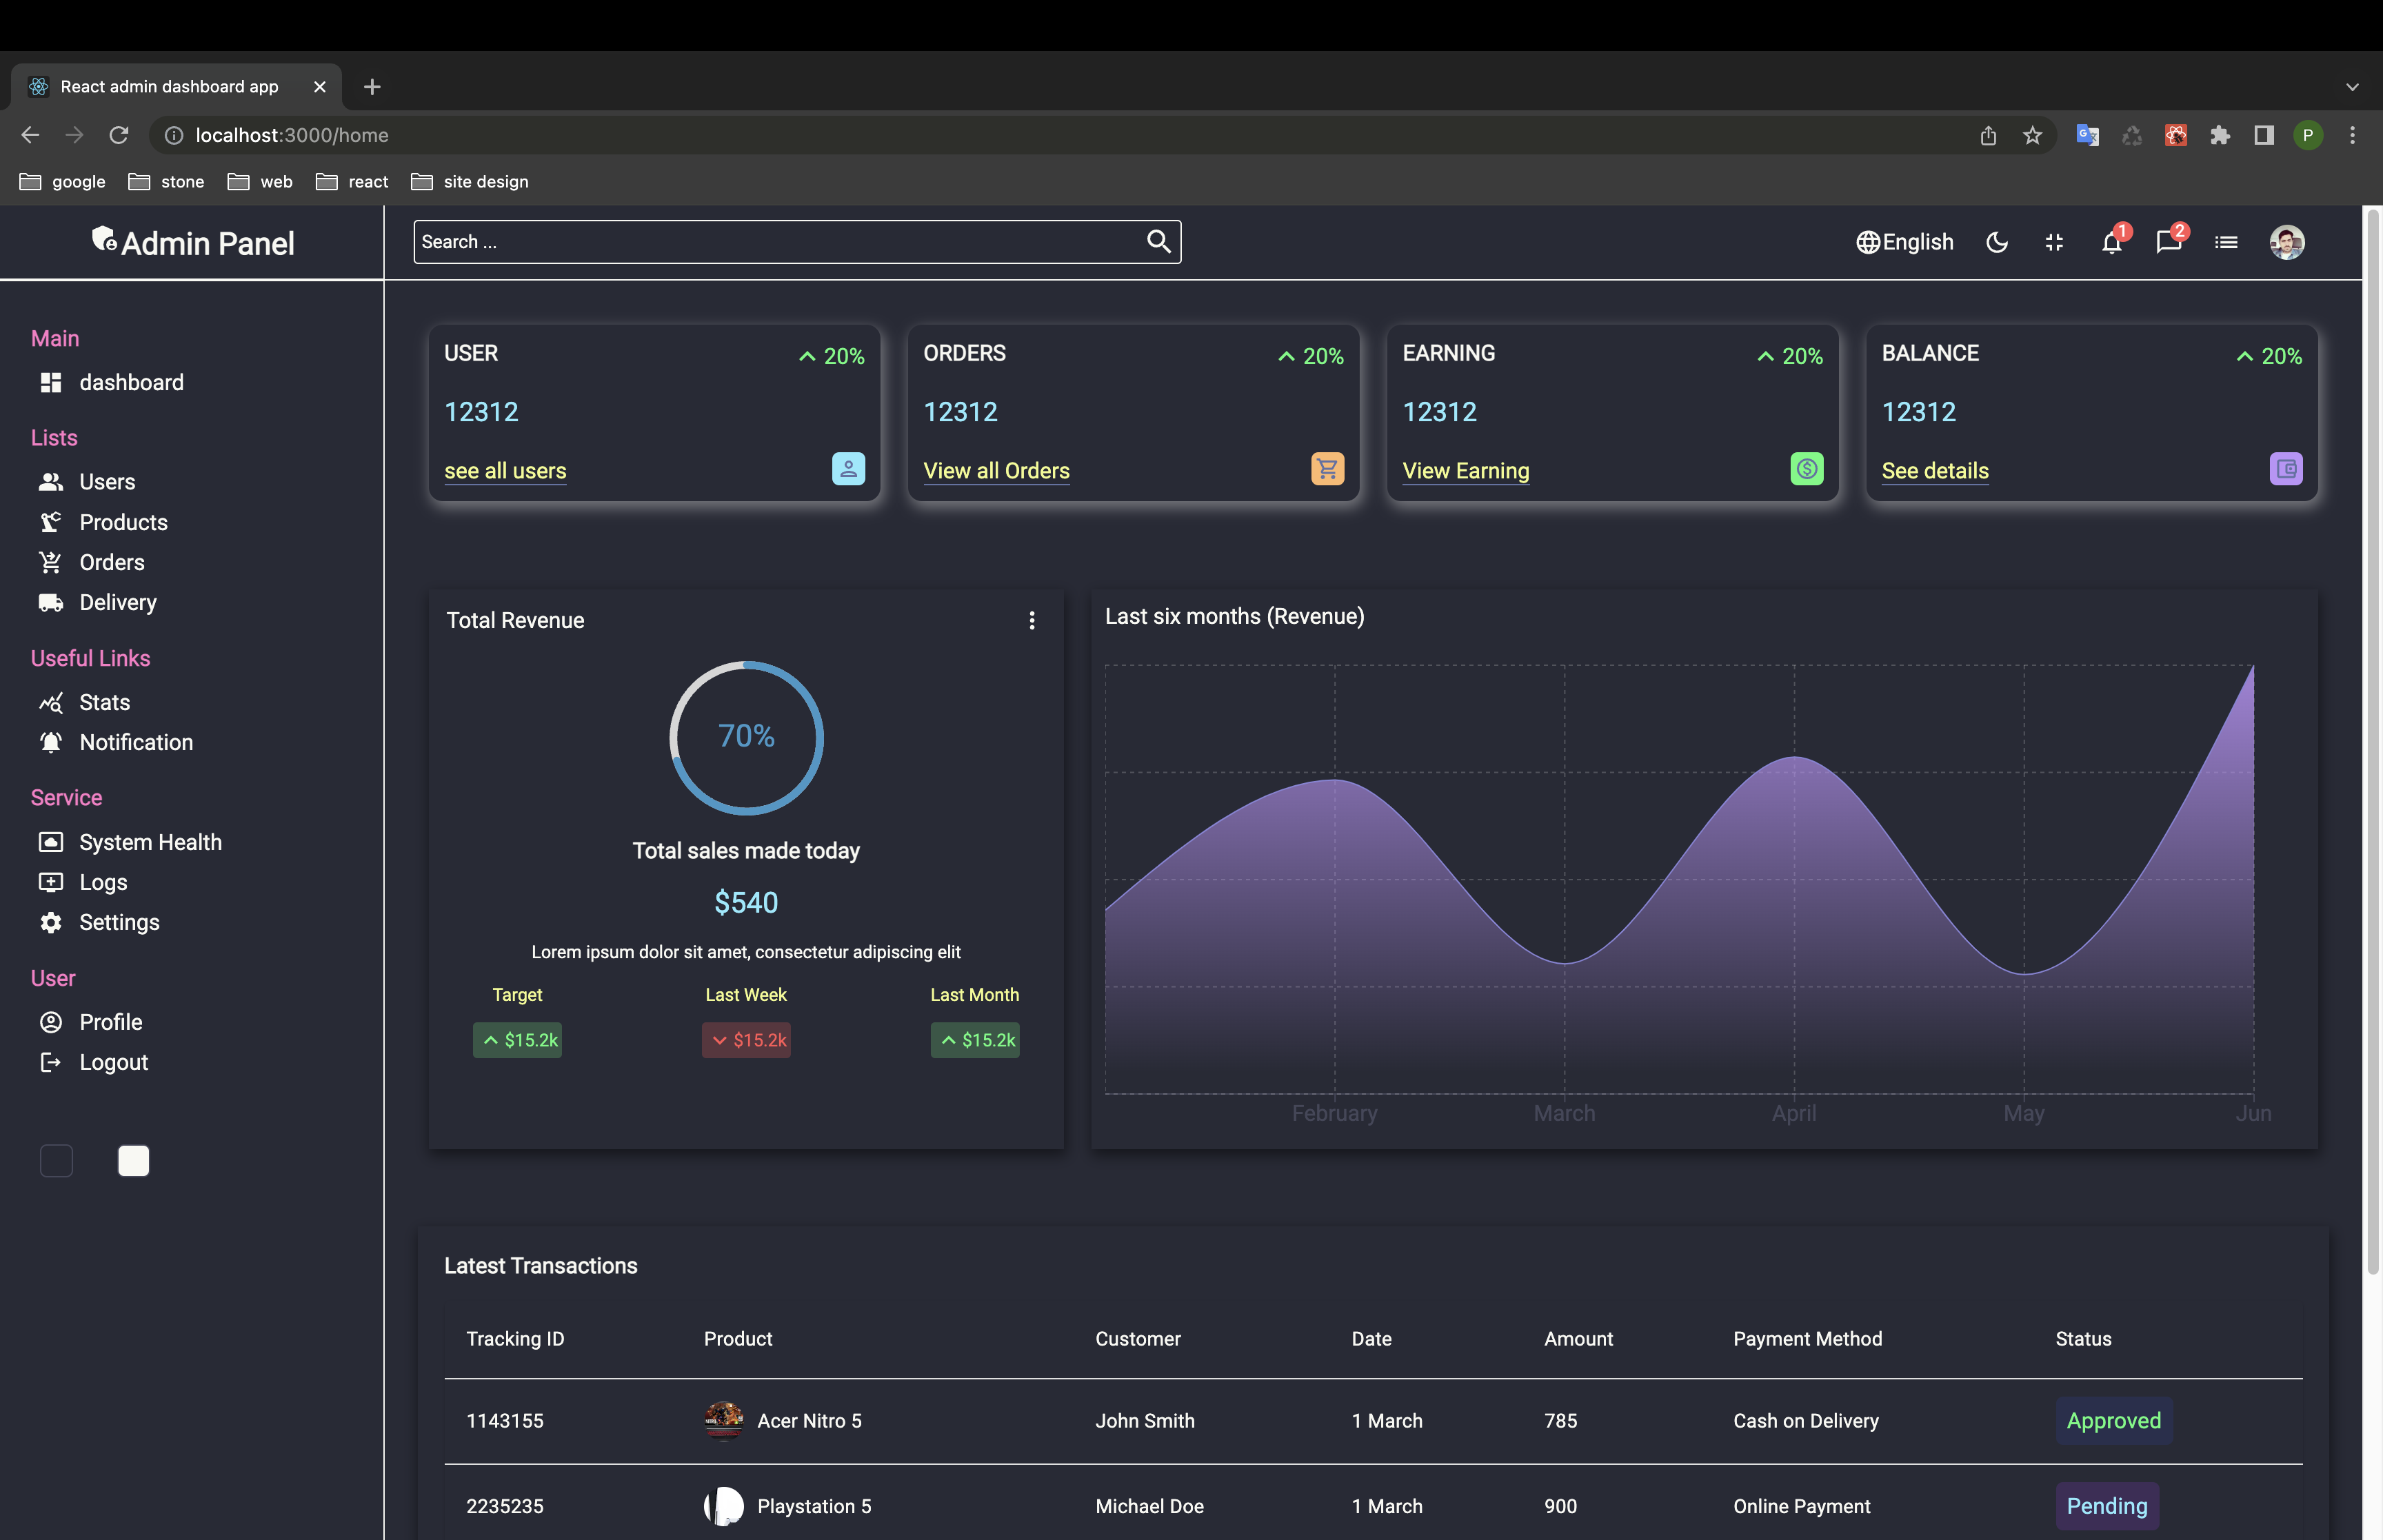 React admin dashboard app
localhost:3000/home
P
google stone web react site design
Admin Panel
Search ...
English
1
2
Main
dashboard
Lists
Users
Products
Orders
Delivery
Useful Links
Stats
Notification
Service
System Health
Logs
Settings
User
Profile
Logout
USER 20%
12312
see all users
ORDERS 20%
12312
View all Orders
EARNING 20%
12312
View Earning
BALANCE 20%
12312
See details
Total Revenue
70%
Total sales made today
$540
Lorem ipsum dolor sit amet, consectetur adipiscing elit
Target Last Week Last Month
$15.2k $15.2k $15.2k
Last six months (Revenue)
February March April May Jun
Latest Transactions
Tracking ID Product Customer Date Amount Payment Method Status
1143155 Acer Nitro 5 John Smith 1 March 785 Cash on Delivery Approved
2235235 Playstation 5 Michael Doe 1 March 900 Online Payment Pending